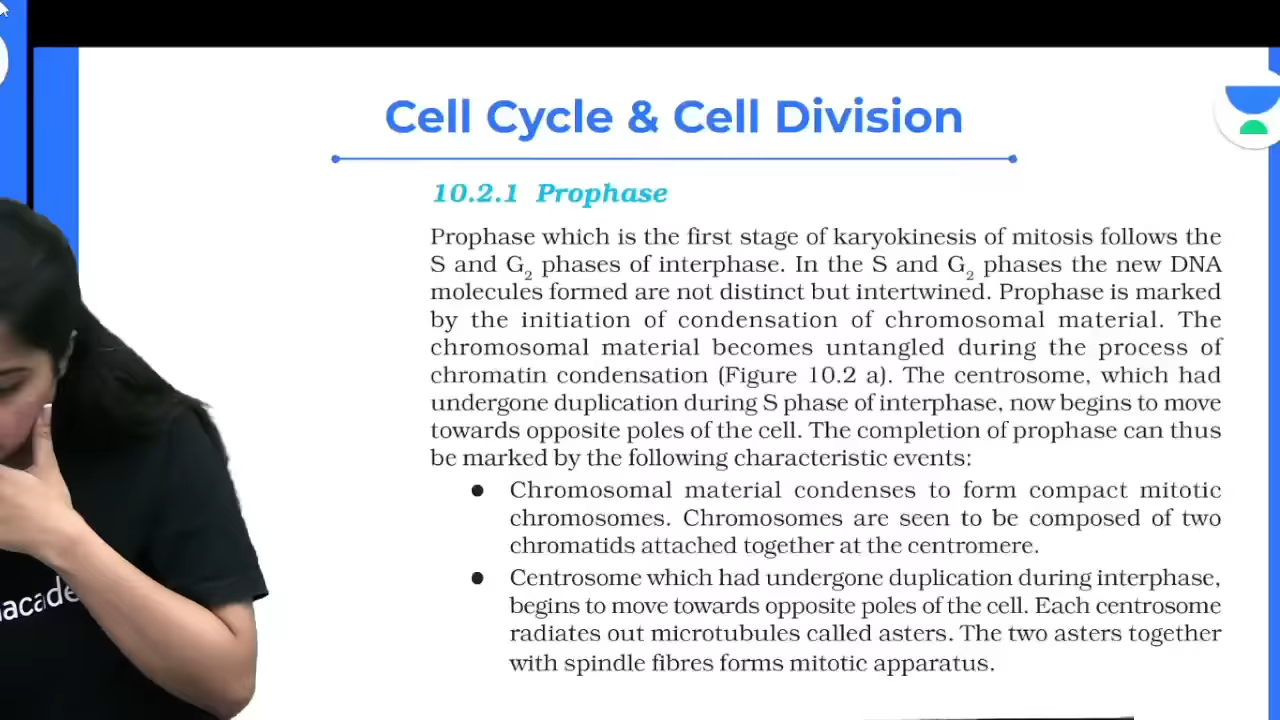 Cell Cycle & Cell Division
10.2.1 Prophase
Prophase which is the first stage of karyokinesis of mitosis follows the
S and G2 phases of interphase. In the S and G2 phases the new DNA
molecules formed are not distinct but intertwined. Prophase is marked
by the initiation of condensation of chromosomal material. The
chromosomal material becomes untangled during the process of
chromatin condensation (Figure 10.2 a). The centrosome, which had
undergone duplication during S phase of interphase, now begins to move
towards opposite poles of the cell. The completion of prophase can thus
be marked by the following characteristic events:
● Chromosomal material condenses to form compact mitotic
chromosomes. Chromosomes are seen to be composed of two
chromatids attached together at the centromere.
● Centrosome which had undergone duplication during interphase,
begins to move towards opposite poles of the cell. Each centrosome
radiates out microtubules called asters. The two asters together
with spindle fibres forms mitotic apparatus.